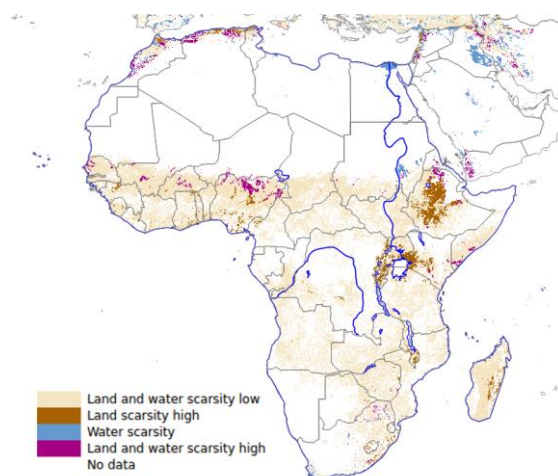 Land and water scarsity low
Land scarsity high
Water scarsity
Land and water scarsity high
No data